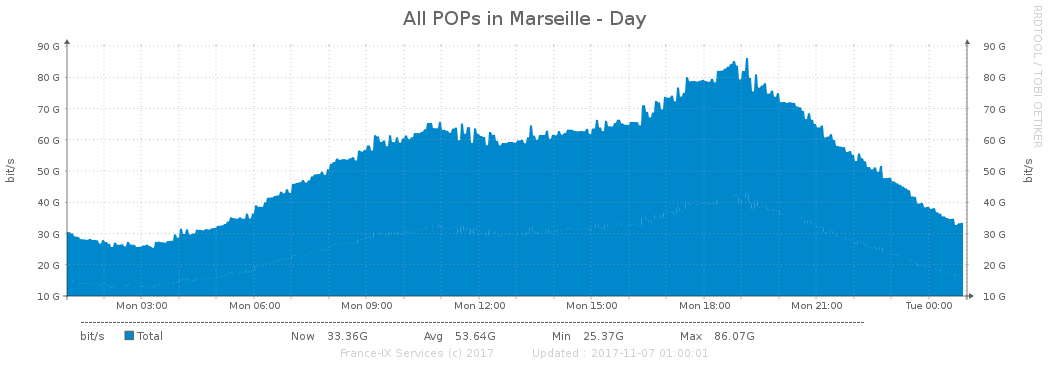 All POPs in Marseille - Day
RRDTOOL / TOBI OETIKER
90 G 90 G
80 G 80 G
70 G 70 G
60 G 60 G
50 G 50 G
40 G 40 G
30 G 30 G
20 G 20 G
10 G 10 G
bit/s
bit/s
Mon 03:00 Mon 06:00 Mon 09:00 Mon 12:00 Mon 15:00 Mon 18:00 Mon 21:00 Tue 00:00
bit/s Total Now 33.36G Avg 53.64G Min 25.37G Max 86.07G
France-IX Services (c) 2017 Updated : 2017-11-07 01:00:01